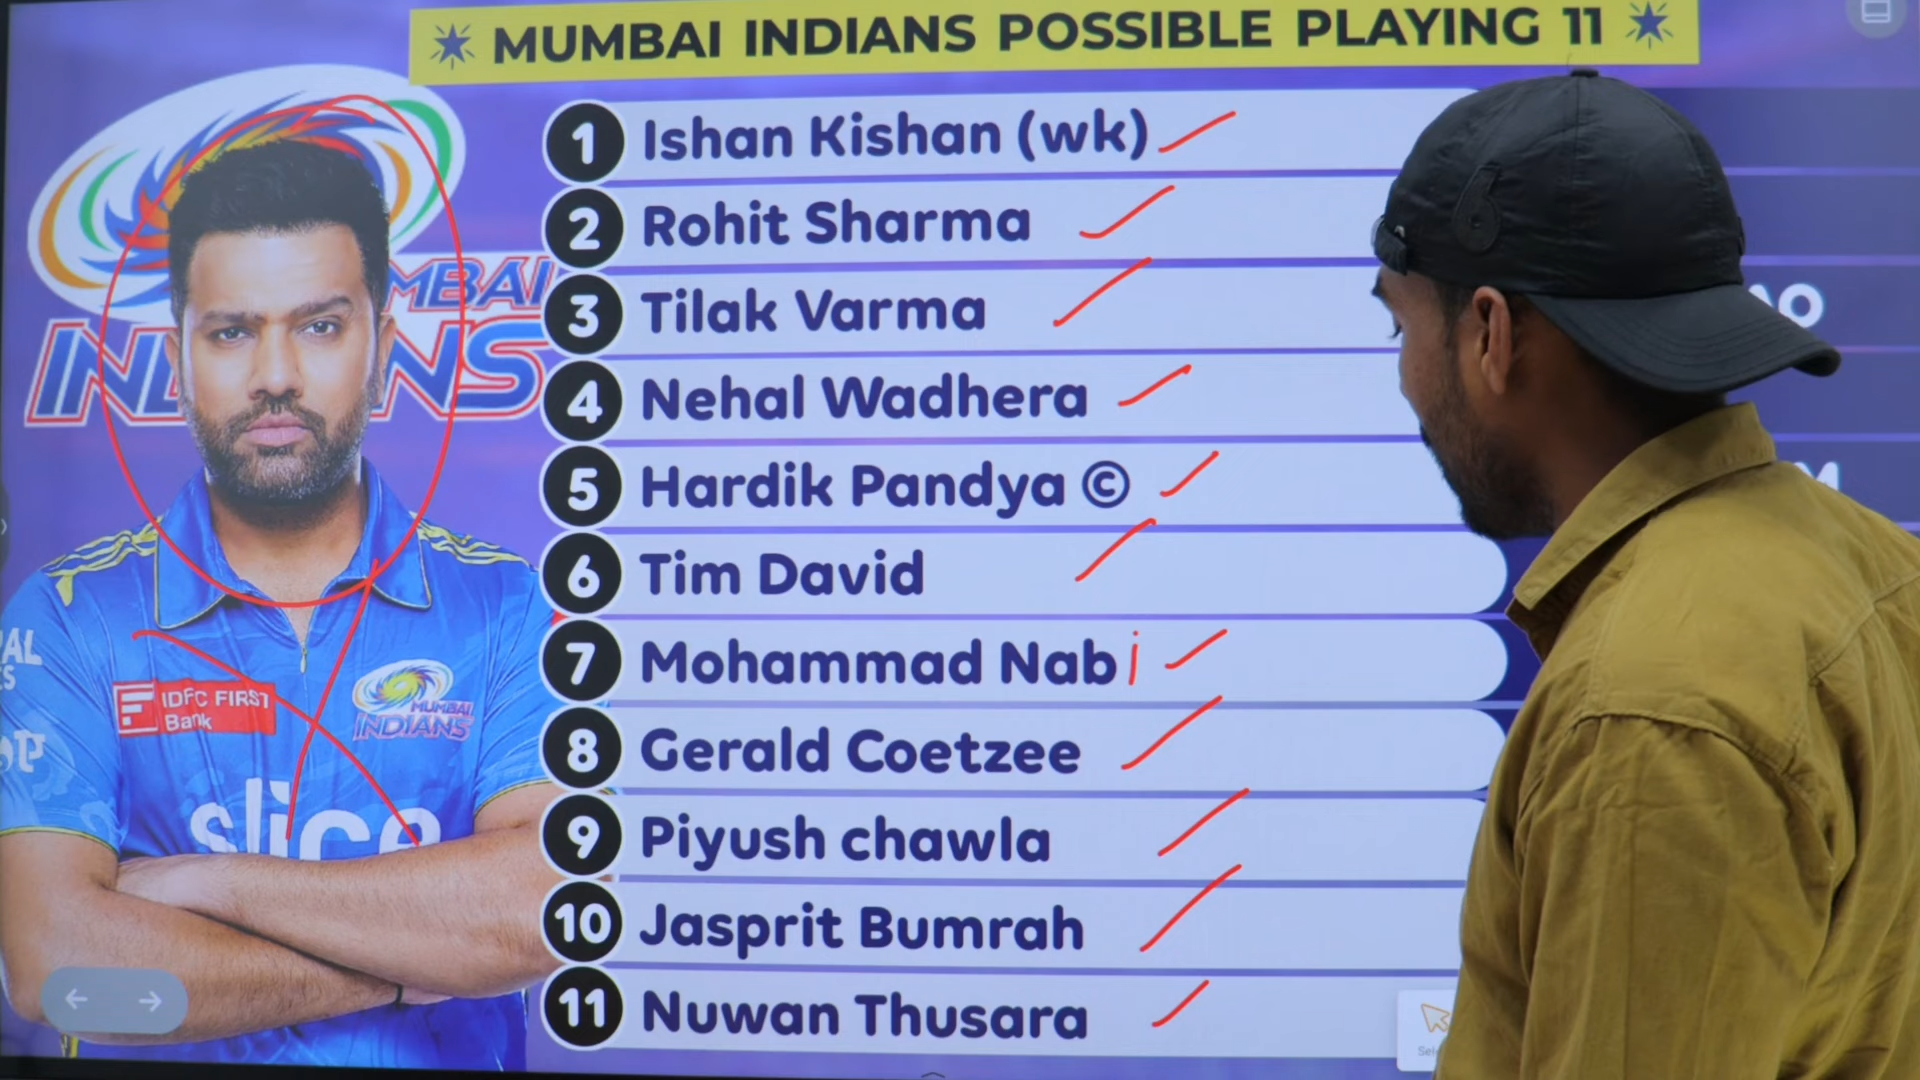 MUMBAI INDIANS POSSIBLE PLAYING 11
1 Ishan Kishan (wk)
2 Rohit Sharma
3 Tilak Varma
4 Nehal Wadhera
5 Hardik Pandya ©
6 Tim David
7 Mohammad Nabi
8 Gerald Coetzee
9 Piyush chawla
10 Jasprit Bumrah
11 Nuwan Thusara
MUMBAI
INDIANS
IDFC FIRST
Bank
MUMBAI
INDIANS
slice
6